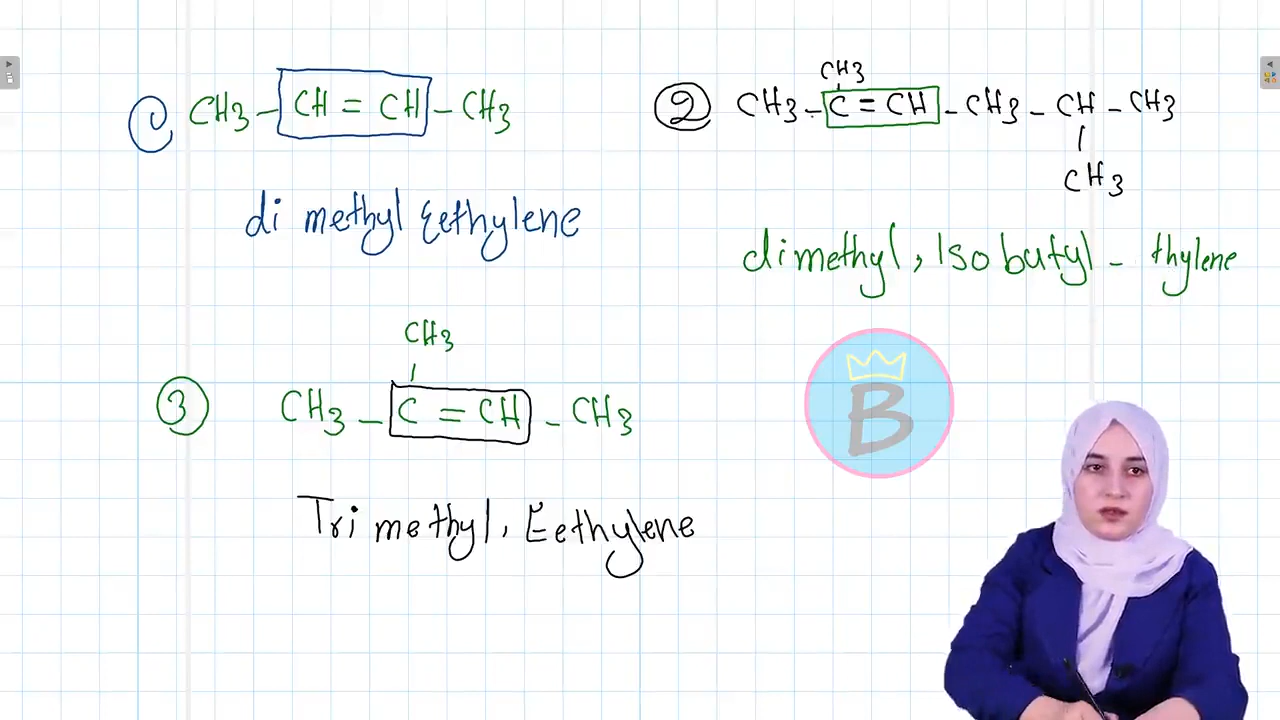 1 CH3 - CH = CH - CH3
di methyl Eethylene
CH3
2 CH3 - C = CH - CH3 - CH - CH3
CH3
dimethyl, Iso butyl - thylene
CH3
3 CH3 - C = CH - CH3
Tri methyl, Eethylene
B